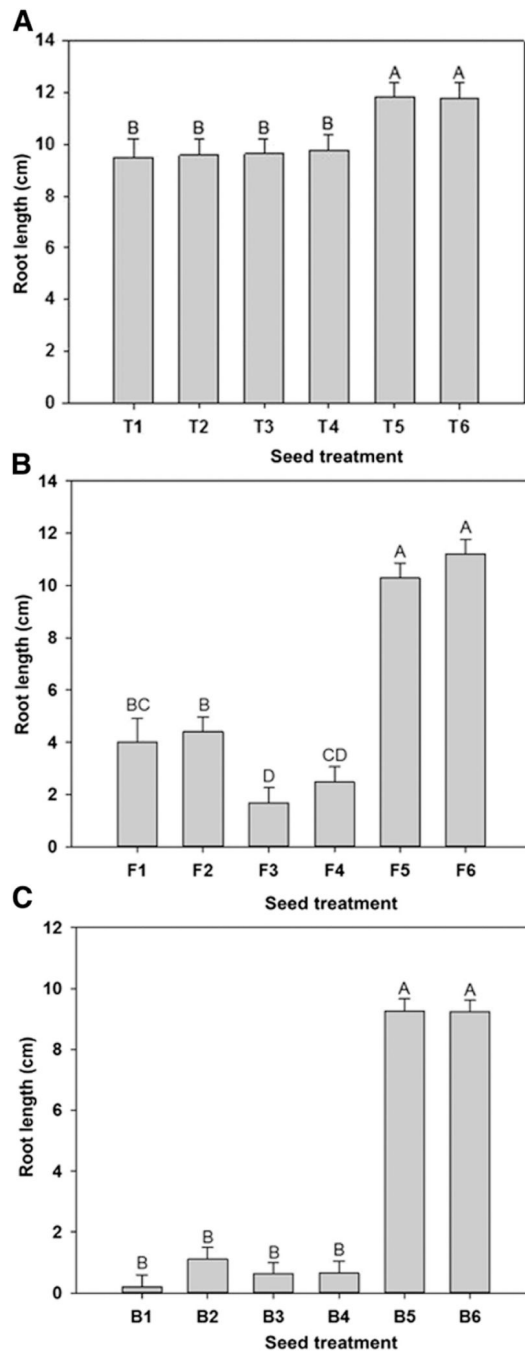 A
14
12
10
8
6
4
2
0
Root length (cm)
B B B B A A
T1 T2 T3 T4 T5 T6
Seed treatment
B
14
12
10
8
6
4
2
0
Root length (cm)
BC B D CD A A
F1 F2 F3 F4 F5 F6
Seed treatment
C
12
10
8
6
4
2
0
Root length (cm)
B B B B A A
B1 B2 B3 B4 B5 B6
Seed treatment